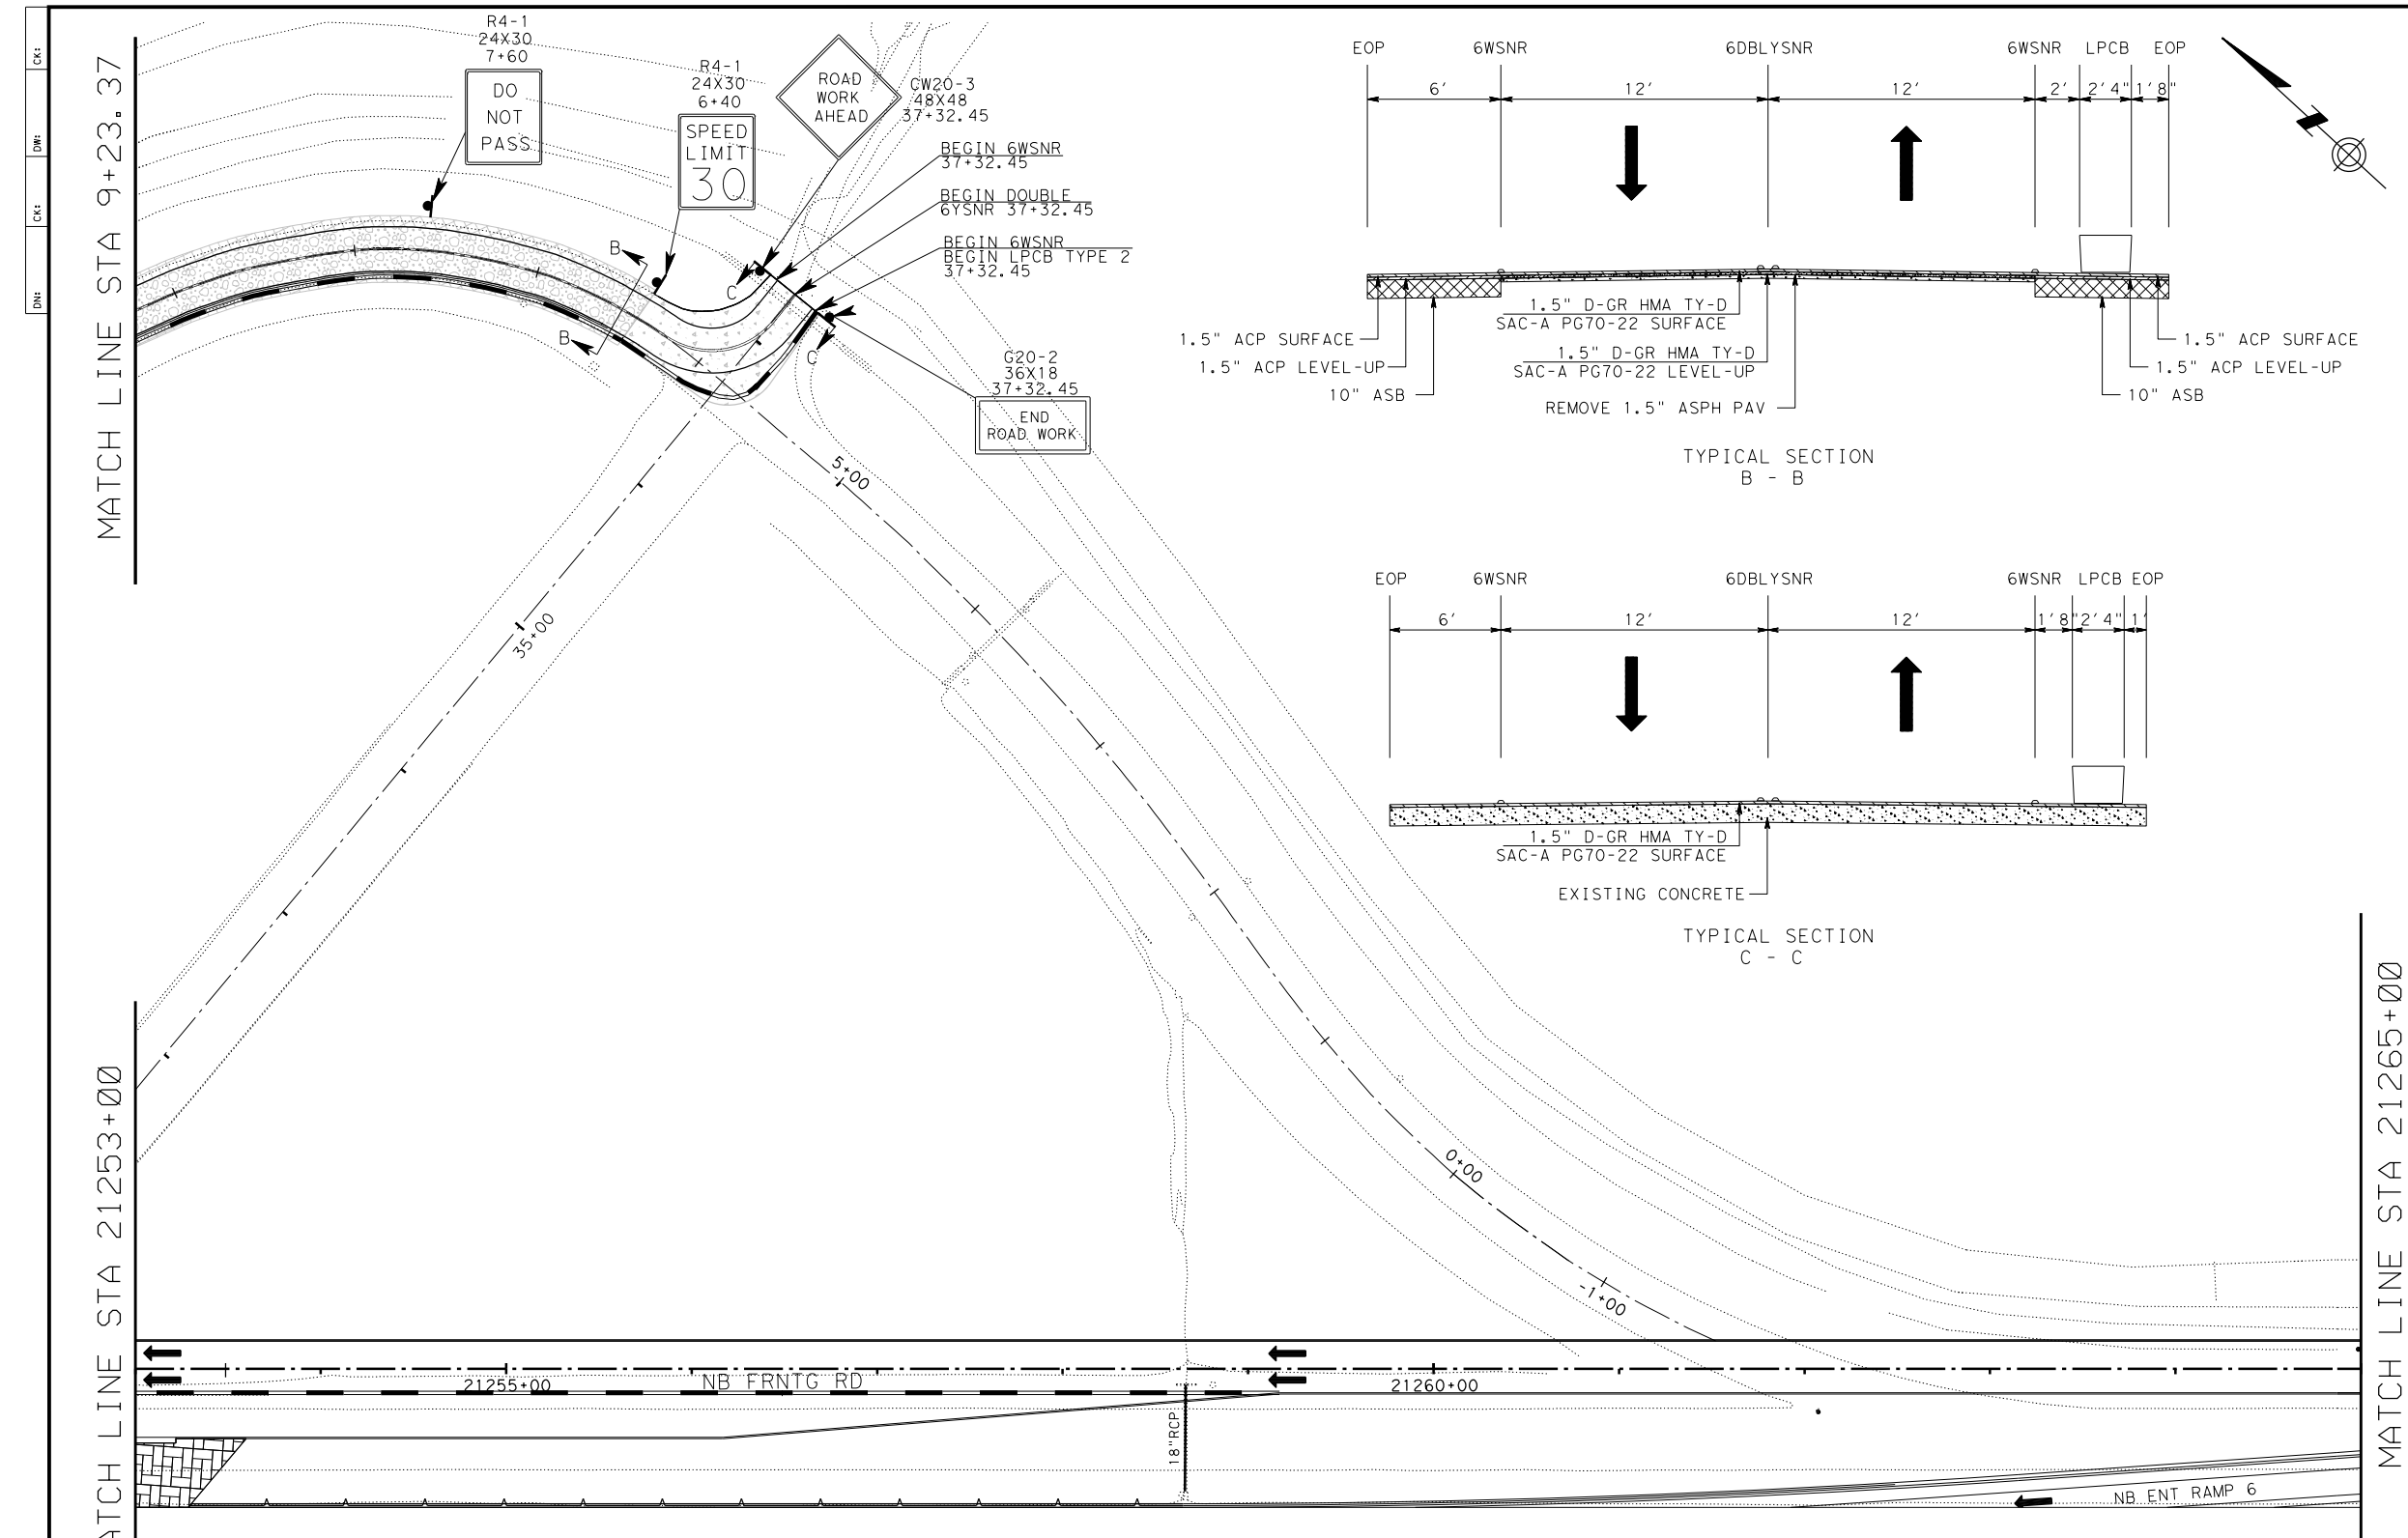 CK:
DW:
CK:
DN:
MATCH LINE STA 9+23.37
R4-1
24X30
7+60
DO
NOT
PASS
R4-1
24X30
6+40
SPEED
LIMIT
30
ROAD
WORK
AHEAD
CW20-3
48X48
37+32.45
BEGIN 6WSNR
37+32.45
BEGIN DOUBLE
6YSNR 37+32.45
BEGIN 6WSNR
BEGIN LPCB TYPE 2
37+32.45
B
B
C
C
G20-2
36X18
37+32.45
END
ROAD WORK
5+00
35+00
0+00
-1+00
EOP 6WSNR 6DBLYSNR 6WSNR LPCB EOP
6' 12' 12' 2' 2'4" 1'8"
1.5" D-GR HMA TY-D
SAC-A PG70-22 SURFACE
1.5" ACP SURFACE
1.5" ACP LEVEL-UP
10" ASB
1.5" D-GR HMA TY-D
SAC-A PG70-22 LEVEL-UP
REMOVE 1.5" ASPH PAV
1.5" ACP SURFACE
1.5" ACP LEVEL-UP
10" ASB
TYPICAL SECTION
B - B
EOP 6WSNR 6DBLYSNR 6WSNR LPCB EOP
6' 12' 12' 1'8" 2'4" 1'
1.5" D-GR HMA TY-D
SAC-A PG70-22 SURFACE
EXISTING CONCRETE
TYPICAL SECTION
C - C
MATCH LINE STA 21253+00
MATCH LINE STA 21265+00
21255+00
NB FRNTG RD
21260+00
18"RCP
NB ENT RAMP 6